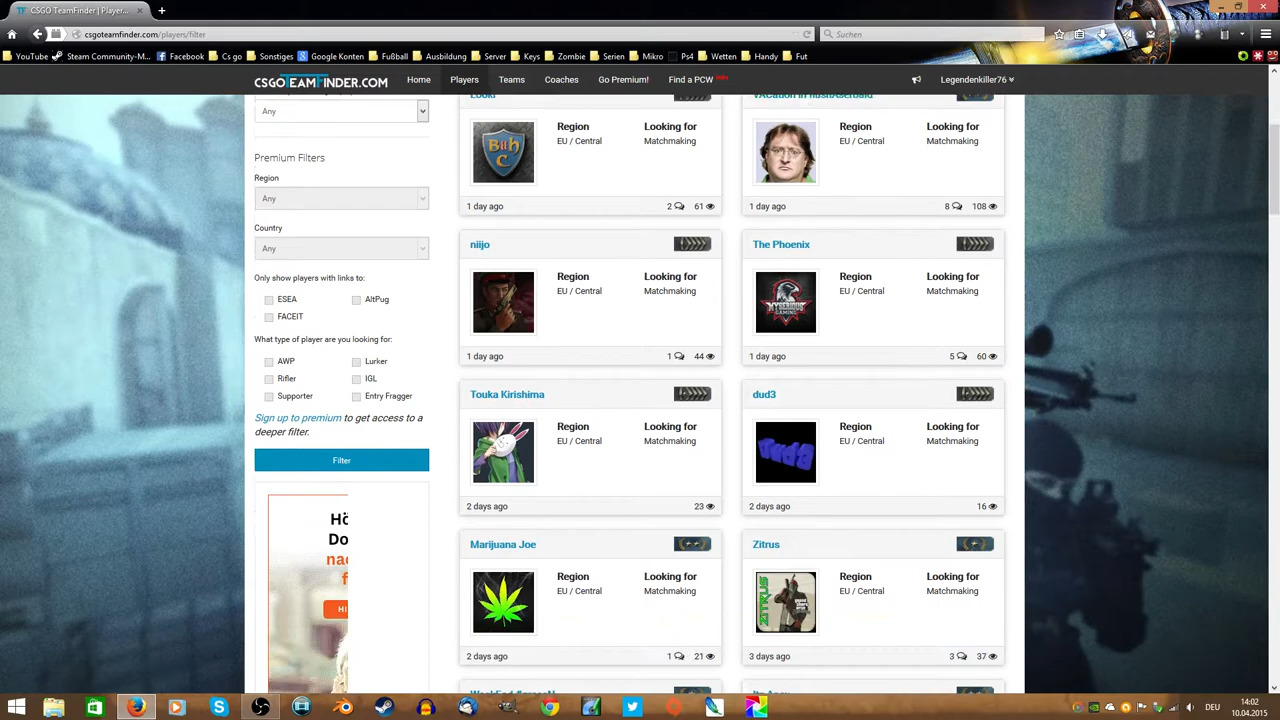 CSGO TeamFinder | Player...
csgoteamfinder.com/players/filter
Suchen
YouTube Steam Community-M... Facebook Cs go Songs Google Konten Fußball Ausbildung Server Keys Zombie Serien Mikro Ps4 Wetten Handy Fut
CSGOTEAMFINDER.COM Home Players Teams Coaches Go Premium! Find a PCW Legendenkiller76
Any
Premium Filters
Region
Any
Country
Any
Only show players with links to:
ESEA AltPug
FACEIT
What type of player are you looking for:
AWP Lurker
Rifler IGL
Supporter Entry Fragger
Sign up to premium to get access to a
deeper filter.
Filter
Hö
Do
HI
Region Looking for
EU / Central Matchmaking
1 day ago 2 61
Region Looking for
EU / Central Matchmaking
1 day ago 8 108
niijo
Region Looking for
EU / Central Matchmaking
1 day ago 1 44
The Phoenix
MYSERIOUS
GAMING
Region Looking for
EU / Central Matchmaking
1 day ago 5 60
Touka Kirishima
Region Looking for
EU / Central Matchmaking
2 days ago 23
dud3
Region Looking for
EU / Central Matchmaking
2 days ago 16
Marijuana Joe
Region Looking for
EU / Central Matchmaking
2 days ago 1 21
Zitrus
ZITRUS
Region Looking for
EU / Central Matchmaking
3 days ago 3 37
DEU
14:02
10.04.2015